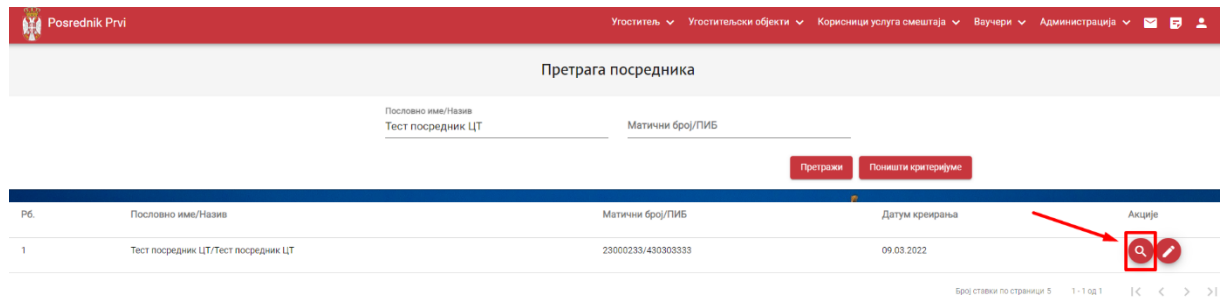 Posrednik Prvi Угоститељ Угоститељски објекти Корисници услуга смештаја Ваучери Администрација
Претрага посредника
Пословно име/Назив
Тест посредник ЦТ Матични број/ПИБ
Претражи Поништи критеријуме
Рб. Пословно име/Назив Матични број/ПИБ Датум креирања Акције
1 Тест посредник ЦТ/Тест посредник ЦТ 23000233/430303333 09.03.2022
Број ставки по страници 5 1 - 1 од 1